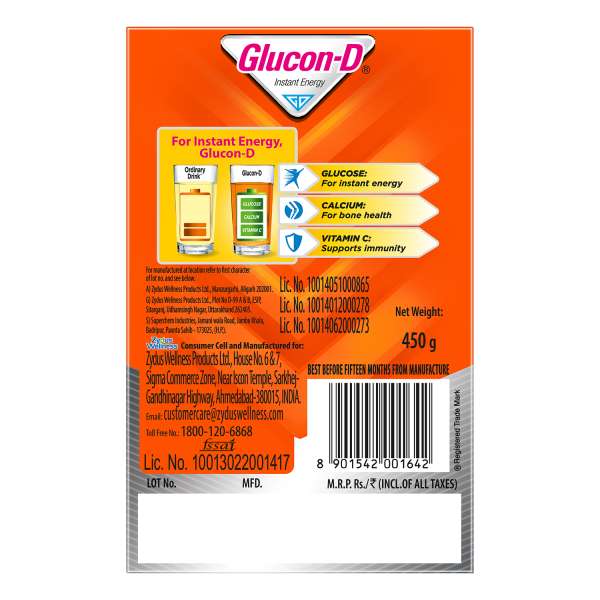 Glucon-D®
Instant Energy
GD
For Instant Energy,
Glucon-D
Ordinary
Drink
Glucon-D
GLUCOSE
CALCIUM
VITAMIN C
GLUCOSE:
For instant energy
CALCIUM:
For bone health
VITAMIN C:
Supports immunity
For manufactured at location refer to first character
of lot no. and see below.
A) Zydus Wellness Products Ltd., Manzurgarhi, Aligarh 202001.
G) Zydus Wellness Products Ltd., Plot No D-99 A & B, ESIP,
Sitarganj, Udhamsingh Nagar, Uttarakhand 262405.
S) Superchem Industries, Jamani wala Road, Jambu Khala,
Badripur, Paonta Sahib– 173025, (H.P.).
Lic. No. 10014051000865
Lic. No. 10014012000278
Lic. No. 10014062000273
Net Weight:
450 g
Zydus
Wellness
Consumer Cell and Manufactured for:
Zydus Wellness Products Ltd., House No. 6 & 7,
Sigma Commerce Zone, Near Iscon Temple, Sarkhej-
Gandhinagar Highway, Ahmedabad-380015, INDIA.
Email: customercare@zyduswellness.com
Toll Free No.: 1800-120-6868
fssai
Lic. No. 10013022001417
BEST BEFORE FIFTEEN MONTHS FROM MANUFACTURE
8 901542 001642
® Registered Trade Mark.
LOT No.
MFD.
M.R.P. Rs./₹ (INCL.OF ALL TAXES)